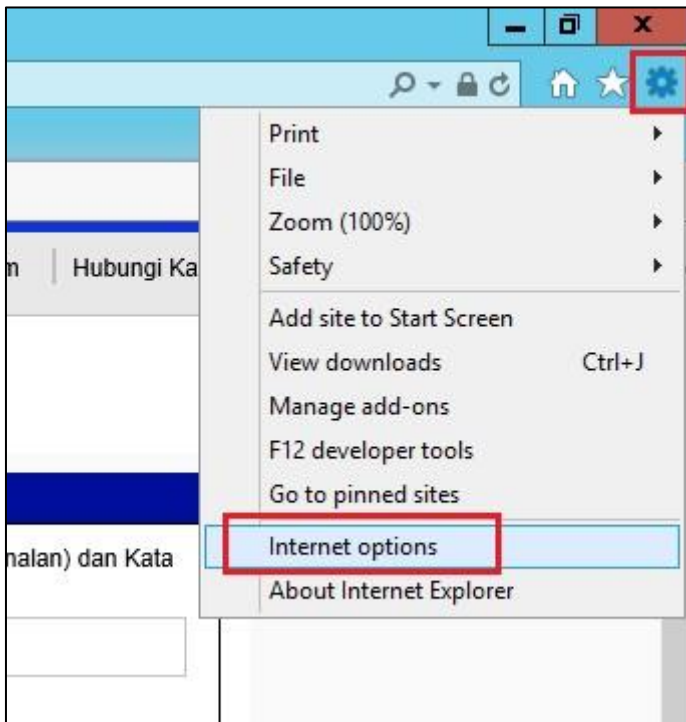 Print
File
Zoom (100%)
Safety
Hubungi Ka
Add site to Start Screen
View downloads Ctrl+J
Manage add-ons
F12 developer tools
Go to pinned sites
Internet options
nalan) dan Kata
About Internet Explorer